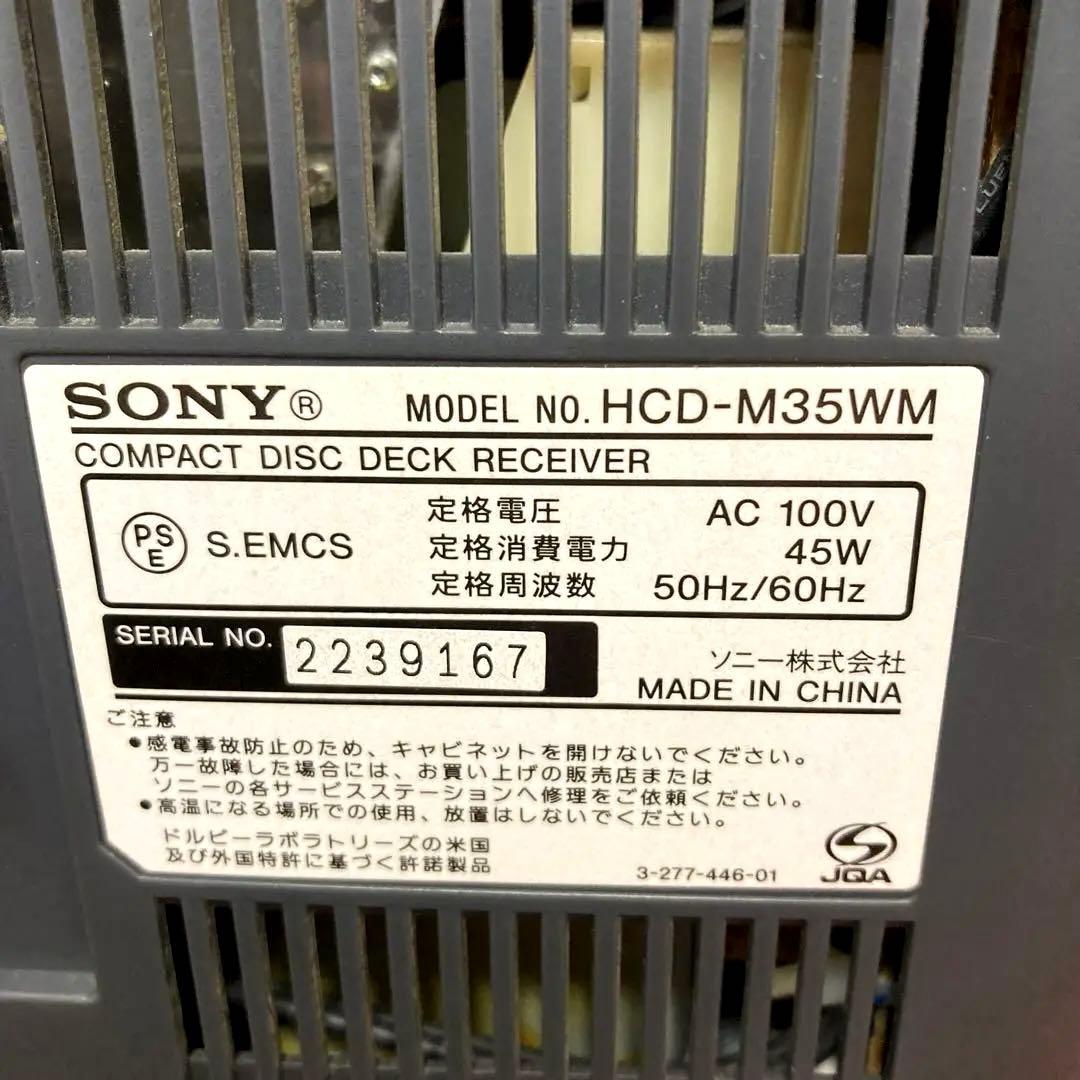 SONY® MODEL NO. HCD-M35WM
COMPACT DISC DECK RECEIVER
PSE S.EMCS
定格電圧 AC 100V
定格消費電力 45W
定格周波数 50Hz/60Hz
SERIAL NO. 2239167
ソニー株式会社
MADE IN CHINA
ご注意
●感電事故防止のため、キャビネットを開けないでください。
万一故障した場合には、お買い上げの販売店または
ソニーの各サービスステーションへ修理をご依頼ください。
●高温になる場所での使用、放置はしないでください。
ドルビーラボラトリーズの米国
及び外国特許に基づく許諾製品
3-277-446-01
JQA